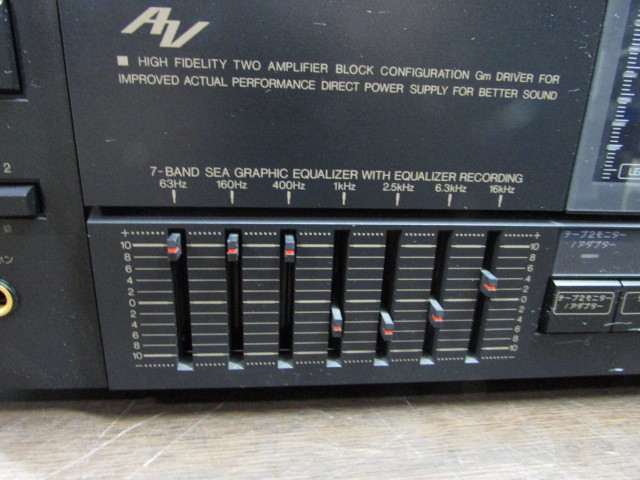 AV
■ HIGH FIDELITY TWO AMPLIFIER BLOCK CONFIGURATION Gm DRIVER FOR
IMPROVED ACTUAL PERFORMANCE DIRECT POWER SUPPLY FOR BETTER SOUND
7-BAND SEA GRAPHIC EQUALIZER WITH EQUALIZER RECORDING
63Hz 160Hz 400Hz 1kHz 2.5kHz 6.3kHz 16kHz
2
+ +
10 10
8 8
6 6
4 4
2 2
0 0
2 2
4 4
6 6
8 8
10 10
- -
テープ2モニター
/アダプター
テープ2モニター
/アダプター